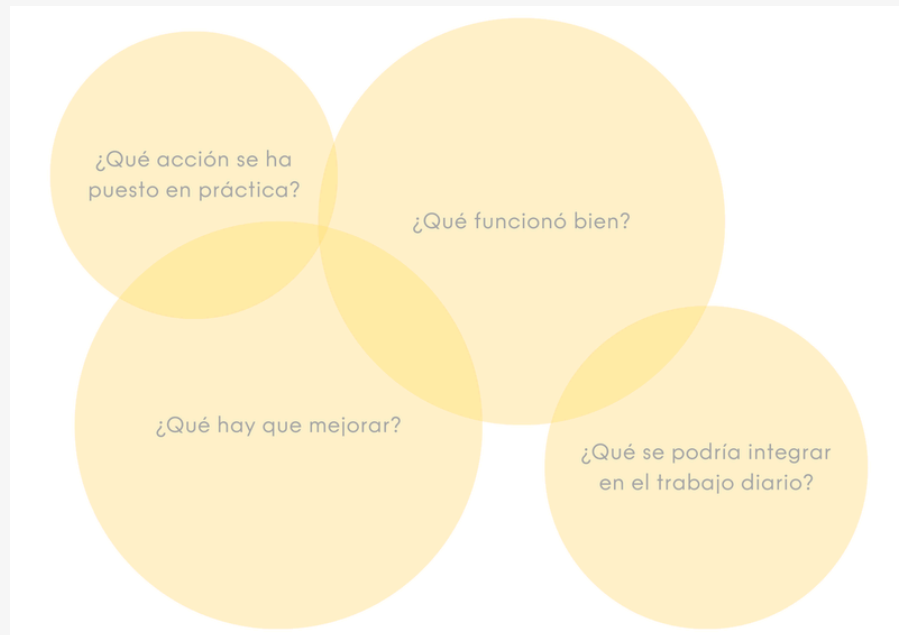 ¿Qué acción se ha
puesto en práctica?
¿Qué funcionó bien?
¿Qué hay que mejorar?
¿Qué se podría integrar
en el trabajo diario?